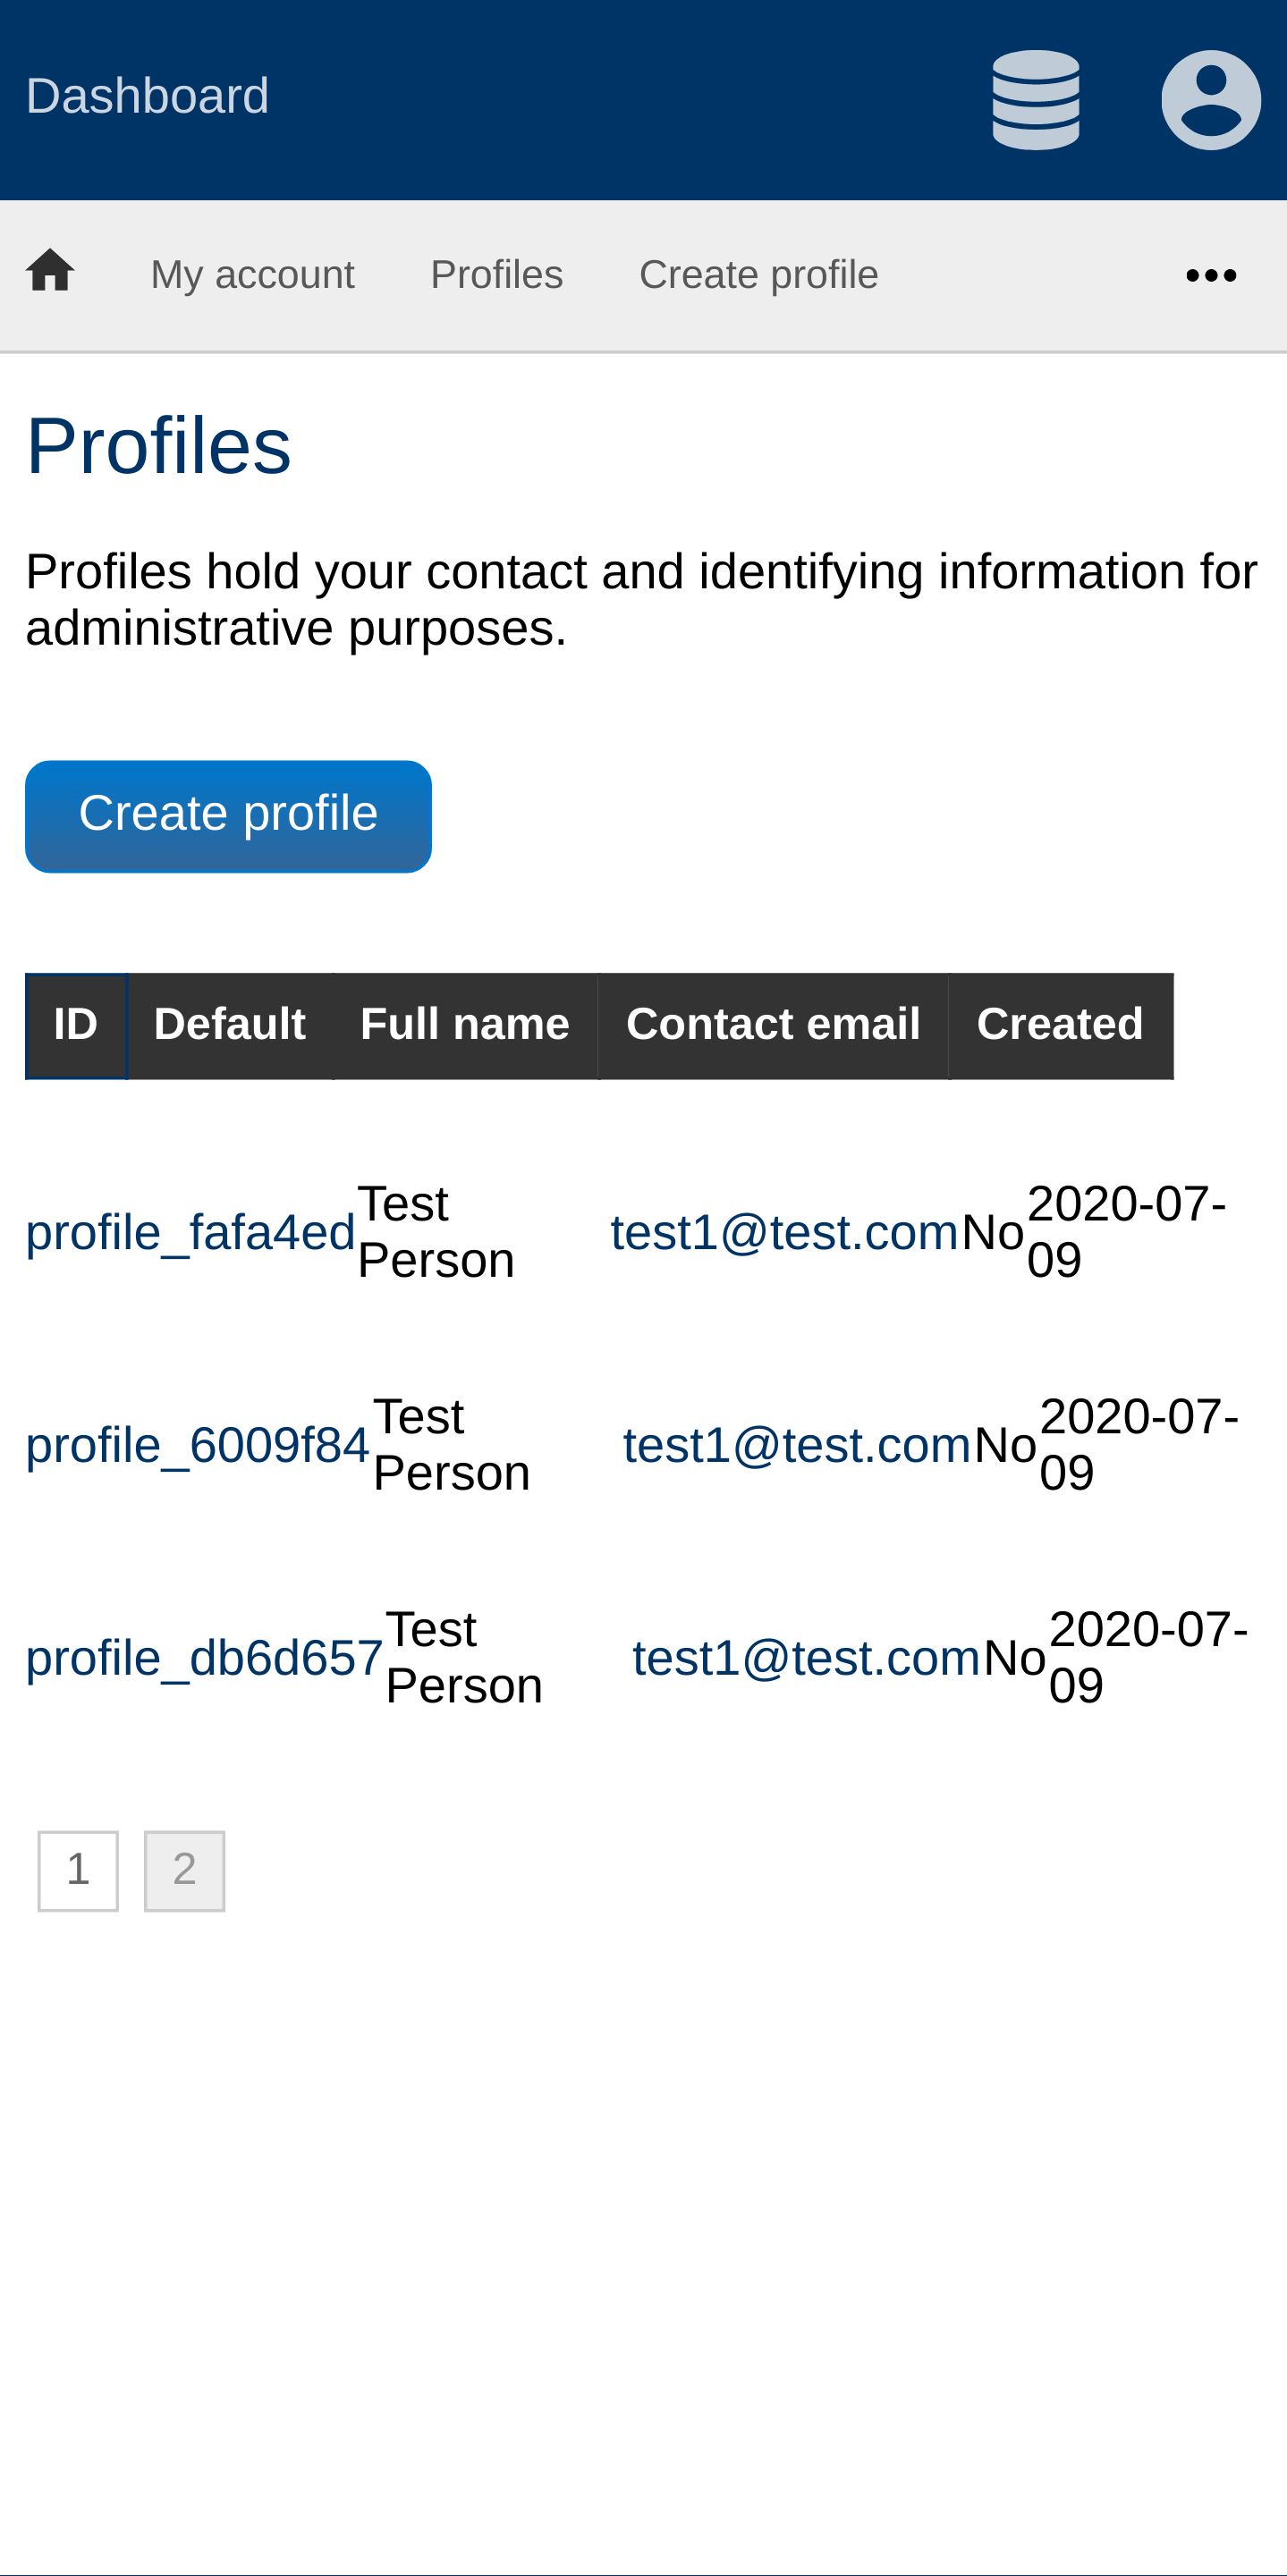 Dashboard
My account Profiles Create profile
Profiles
Profiles hold your contact and identifying information for
administrative purposes.
Create profile
ID Default Full name Contact email Created
profile_fafa4ed Test Person test1@test.com No 2020-07-09
profile_6009f84 Test Person test1@test.com No 2020-07-09
profile_db6d657 Test Person test1@test.com No 2020-07-09
1 2